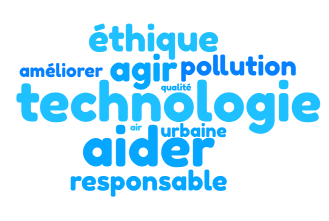 éthique
améliorer agir pollution
qualité
technologie
air urbaine
aider
responsable